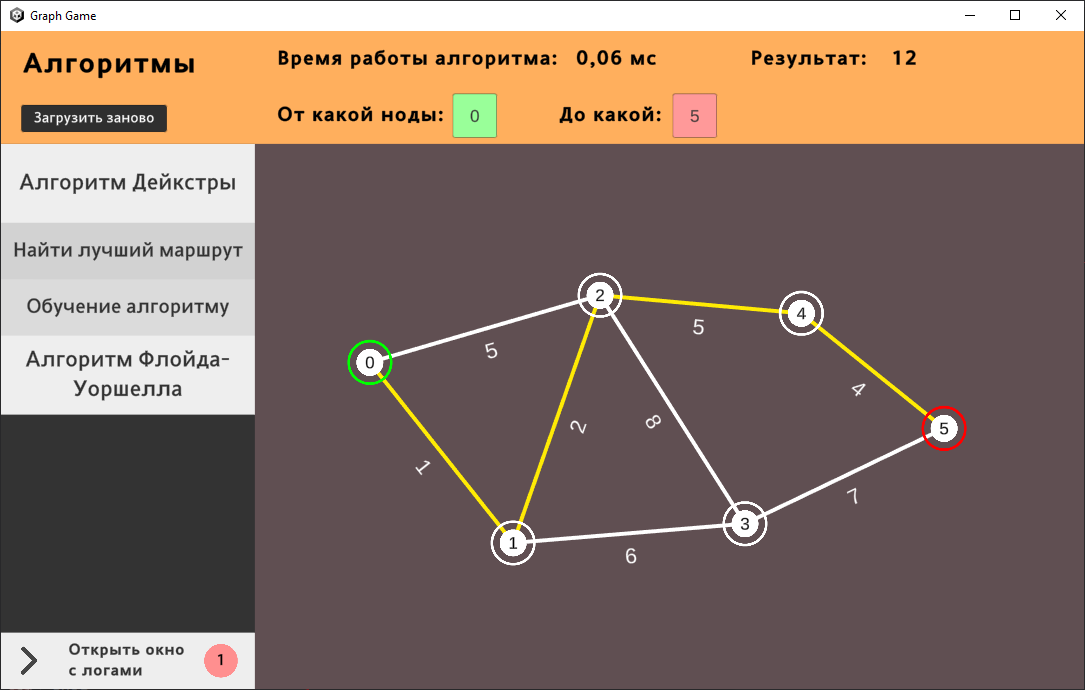 Graph Game
Алгоритмы
Время работы алгоритма: 0,06 мс
Результат: 12
Загрузить заново
От какой ноды: 0
До какой: 5
Алгоритм Дейкстры
Найти лучший маршрут
Обучение алгоритму
Алгоритм Флойда-
Уоршелла
2
4
5
5
0
4
2
8
5
1
7
3
1
6
Открыть окно
с логами
1